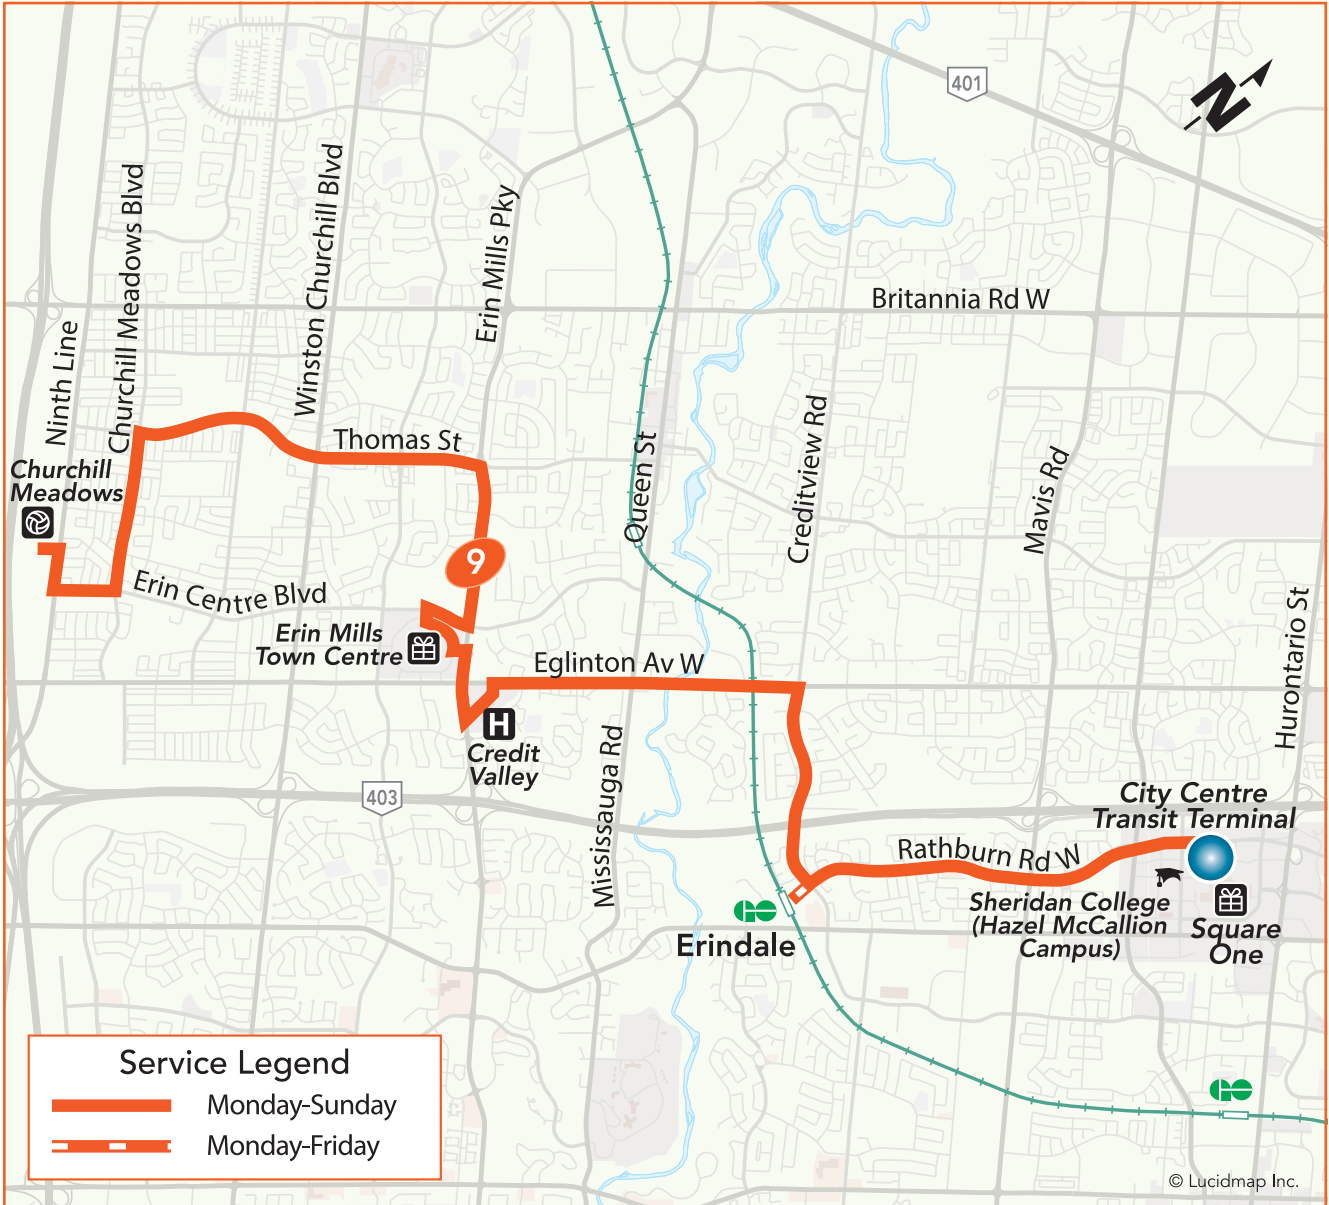 401
N
Churchill Meadows Blvd
Winston Churchill Blvd
Erin Mills Pky
Britannia Rd W
Ninth Line
Thomas St
Queen St
Creditview Rd
Mavis Rd
Churchill
Meadows
9
Erin Centre Blvd
Hurontario St
Erin Mills
Town Centre
Eglinton Av W
H
Credit
Valley
Mississauga Rd
403
City Centre
Transit Terminal
Rathburn Rd W
Sheridan College
(Hazel McCallion
Campus)
Square
One
GO
Erindale
GO
Service Legend
Monday-Sunday
Monday-Friday
© Lucidmap Inc.